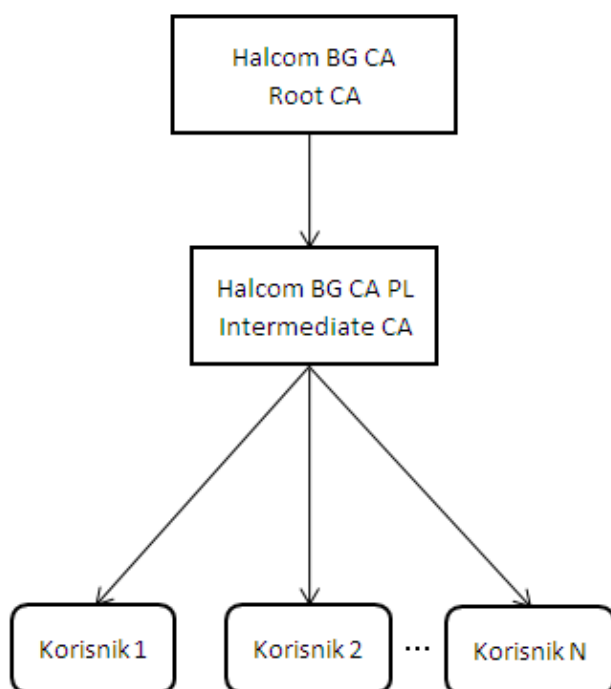 Halcom BG CA
Root CA
Halcom BG CA PL
Intermediate CA
Korisnik 1
Korisnik 2
...
Korisnik N